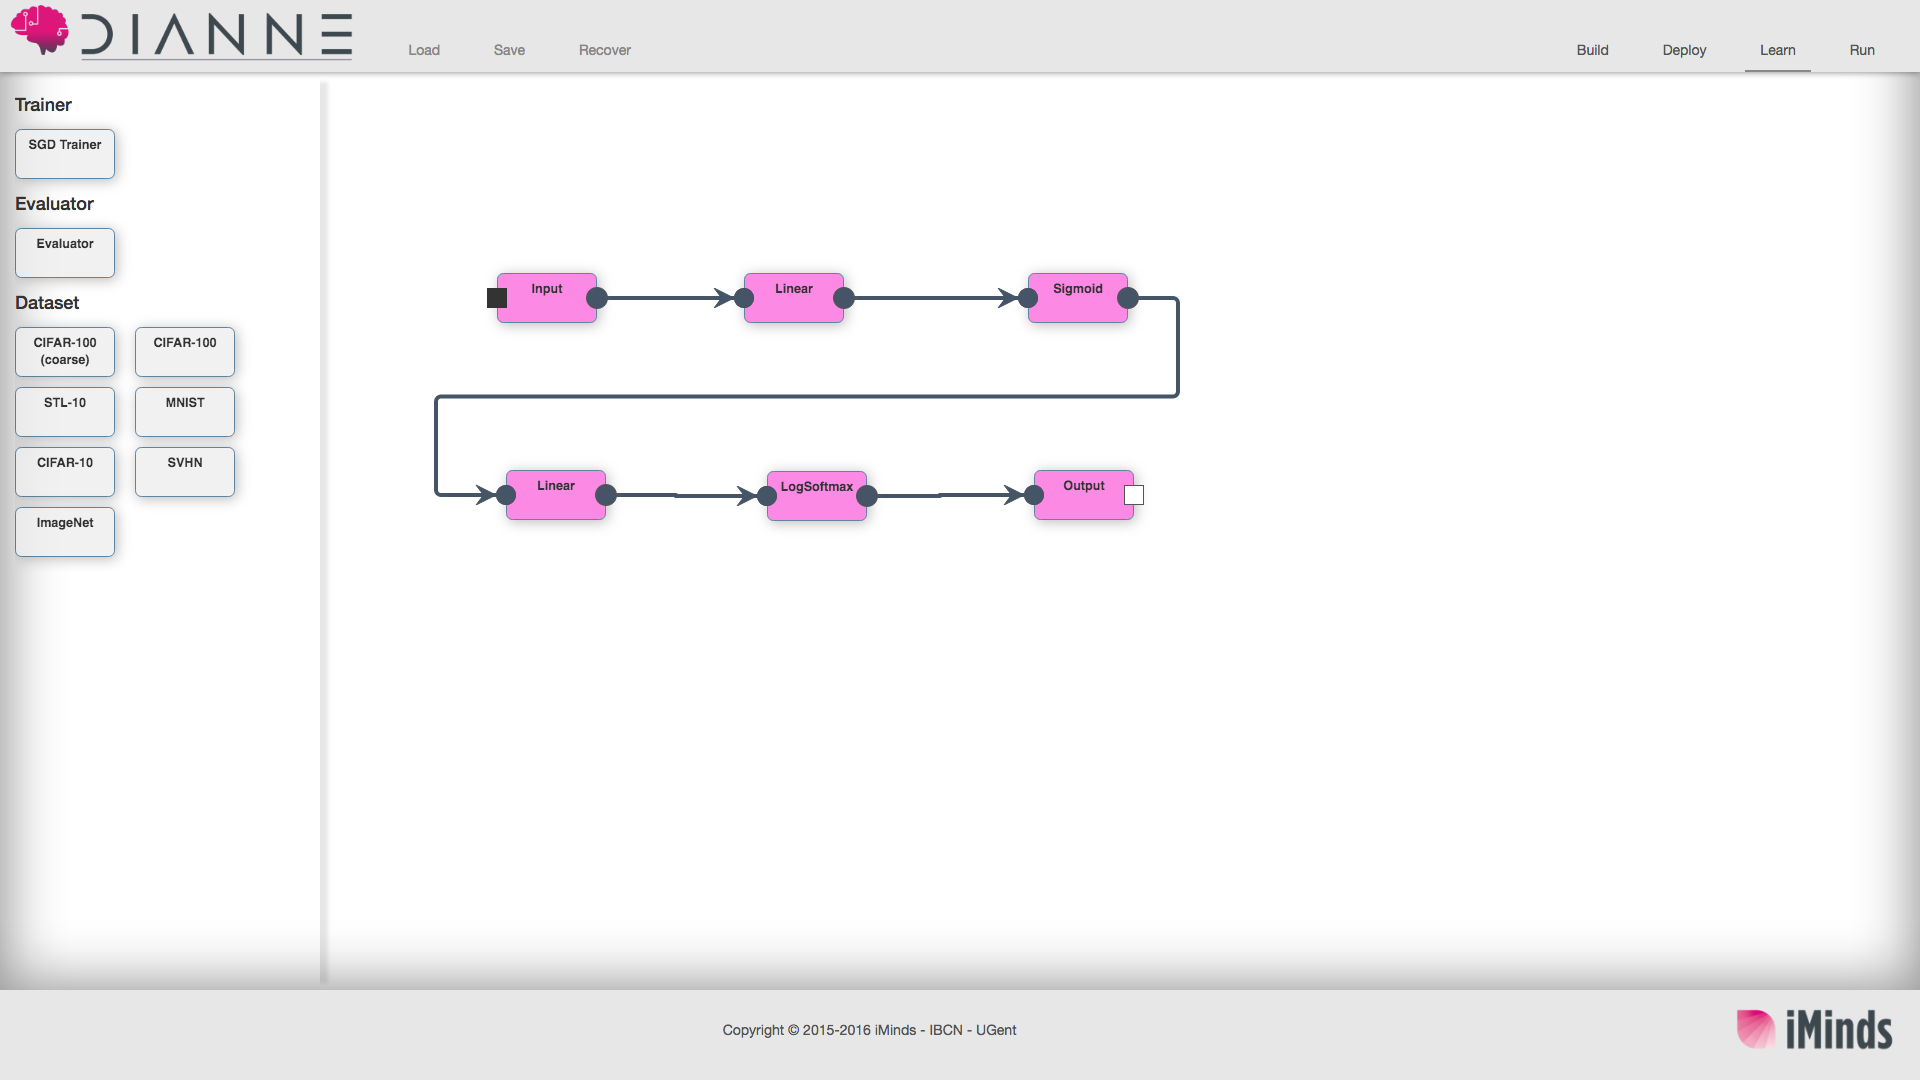 DIANNE
Load Save Recover
Build Deploy Learn Run
Trainer
SGD Trainer
Evaluator
Evaluator
Dataset
CIFAR-100
(coarse)
CIFAR-100
STL-10
MNIST
CIFAR-10
SVHN
ImageNet
Input
Linear
Sigmoid
Linear
LogSoftmax
Output
Copyright © 2015-2016 iMinds - IBCN - UGent
iMinds